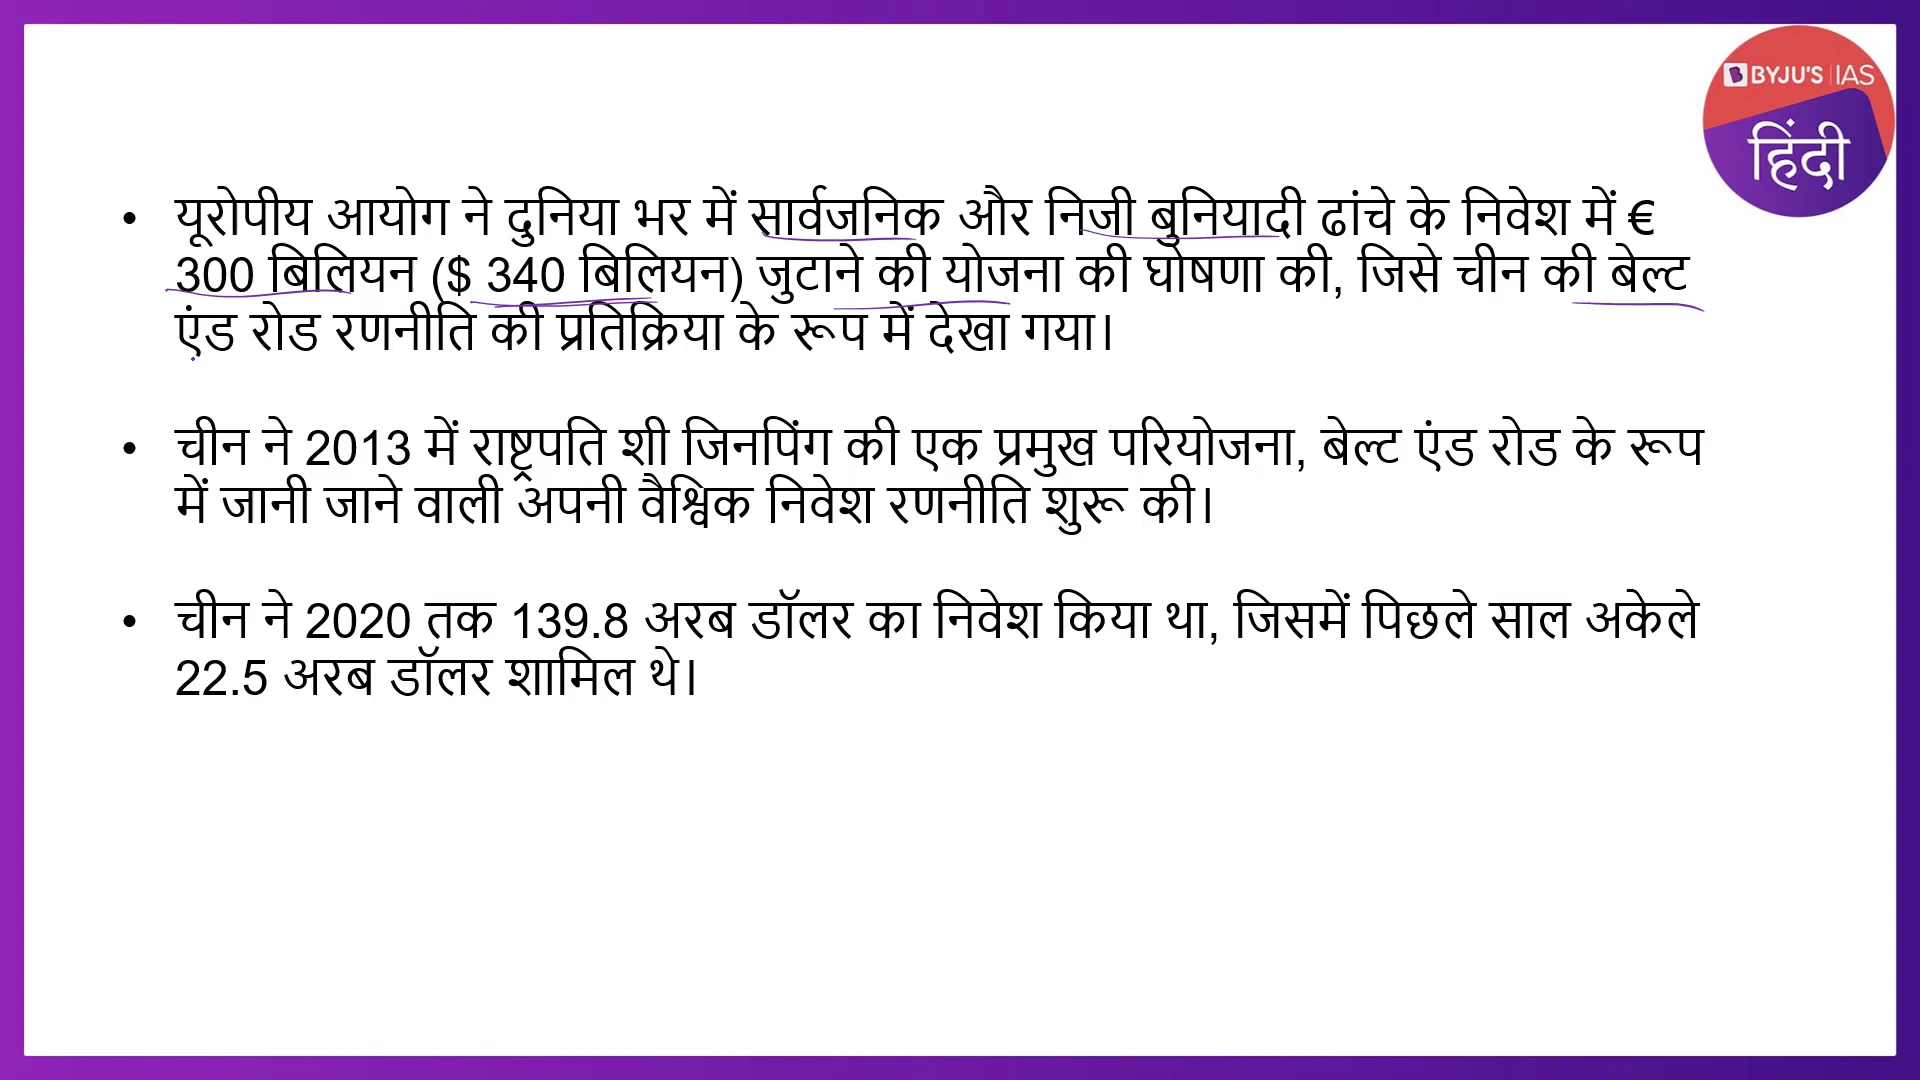 BYJU'S IAS
हिंदी
• यूरोपीय आयोग ने दुनिया भर में सार्वजनिक और निजी बुनियादी ढांचे के निवेश में €
300 बिलियन ($ 340 बिलियन) जुटाने की योजना की घोषणा की, जिसे चीन की बेल्ट
एंड रोड रणनीति की प्रतिक्रिया के रूप में देखा गया।
• चीन ने 2013 में राष्ट्रपति शी जिनपिंग की एक प्रमुख परियोजना, बेल्ट एंड रोड के रूप
में जानी जाने वाली अपनी वैश्विक निवेश रणनीति शुरू की।
• चीन ने 2020 तक 139.8 अरब डॉलर का निवेश किया था, जिसमें पिछले साल अकेले
22.5 अरब डॉलर शामिल थे।